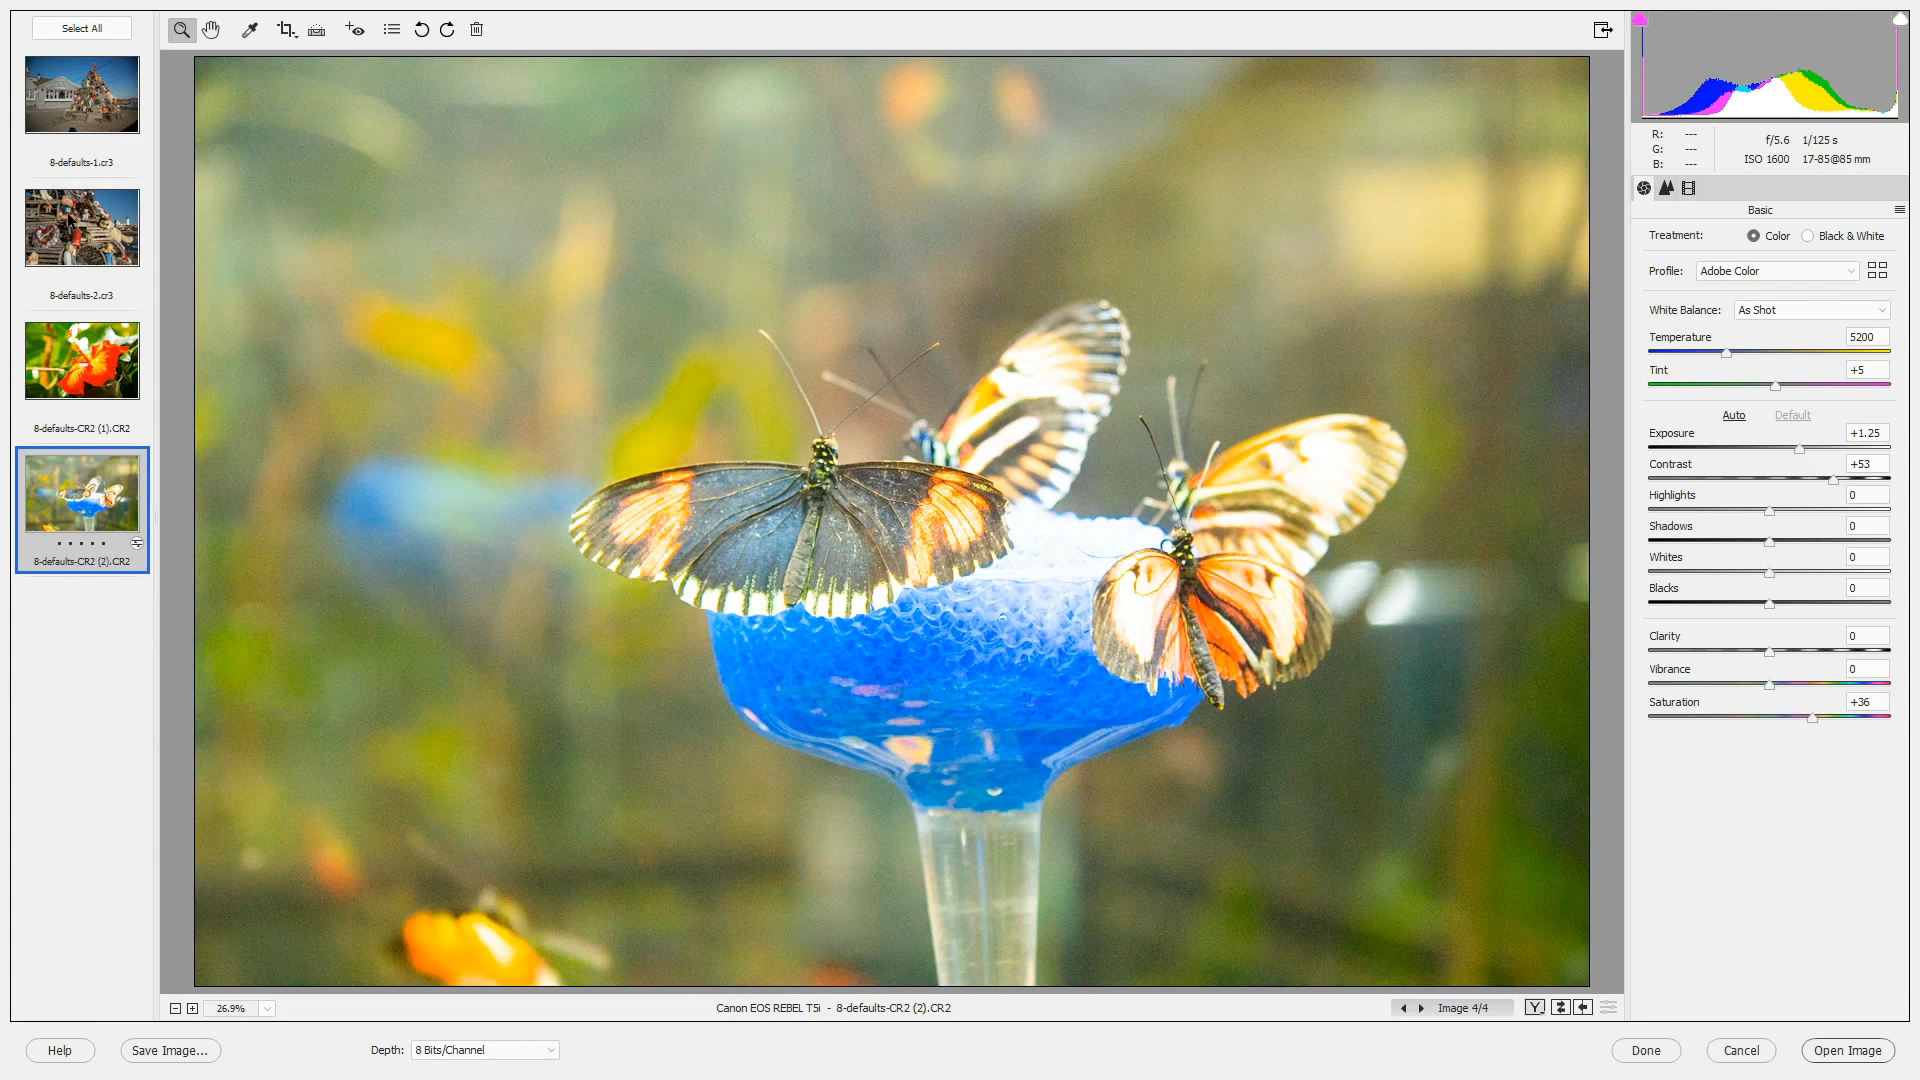 Select All
8-defaults-1.cr3
8-defaults-2.cr3
8-defaults-CR2 (1).CR2
8-defaults-CR2 (2).CR2
R: ---
G: ---
B: ---
f/5.6 1/125 s
ISO 1600 17-85@85 mm
Basic
Treatment: Color Black & White
Profile: Adobe Color
White Balance: As Shot
Temperature 5200
Tint +5
Auto Default
Exposure +1.25
Contrast +53
Highlights 0
Shadows 0
Whites 0
Blacks 0
Clarity 0
Vibrance 0
Saturation +36
26.9%
Canon EOS REBEL T5i - 8-defaults-CR2 (2).CR2
Image 4/4
Y
Help
Save Image...
Depth: 8 Bits/Channel
Done
Cancel
Open Image